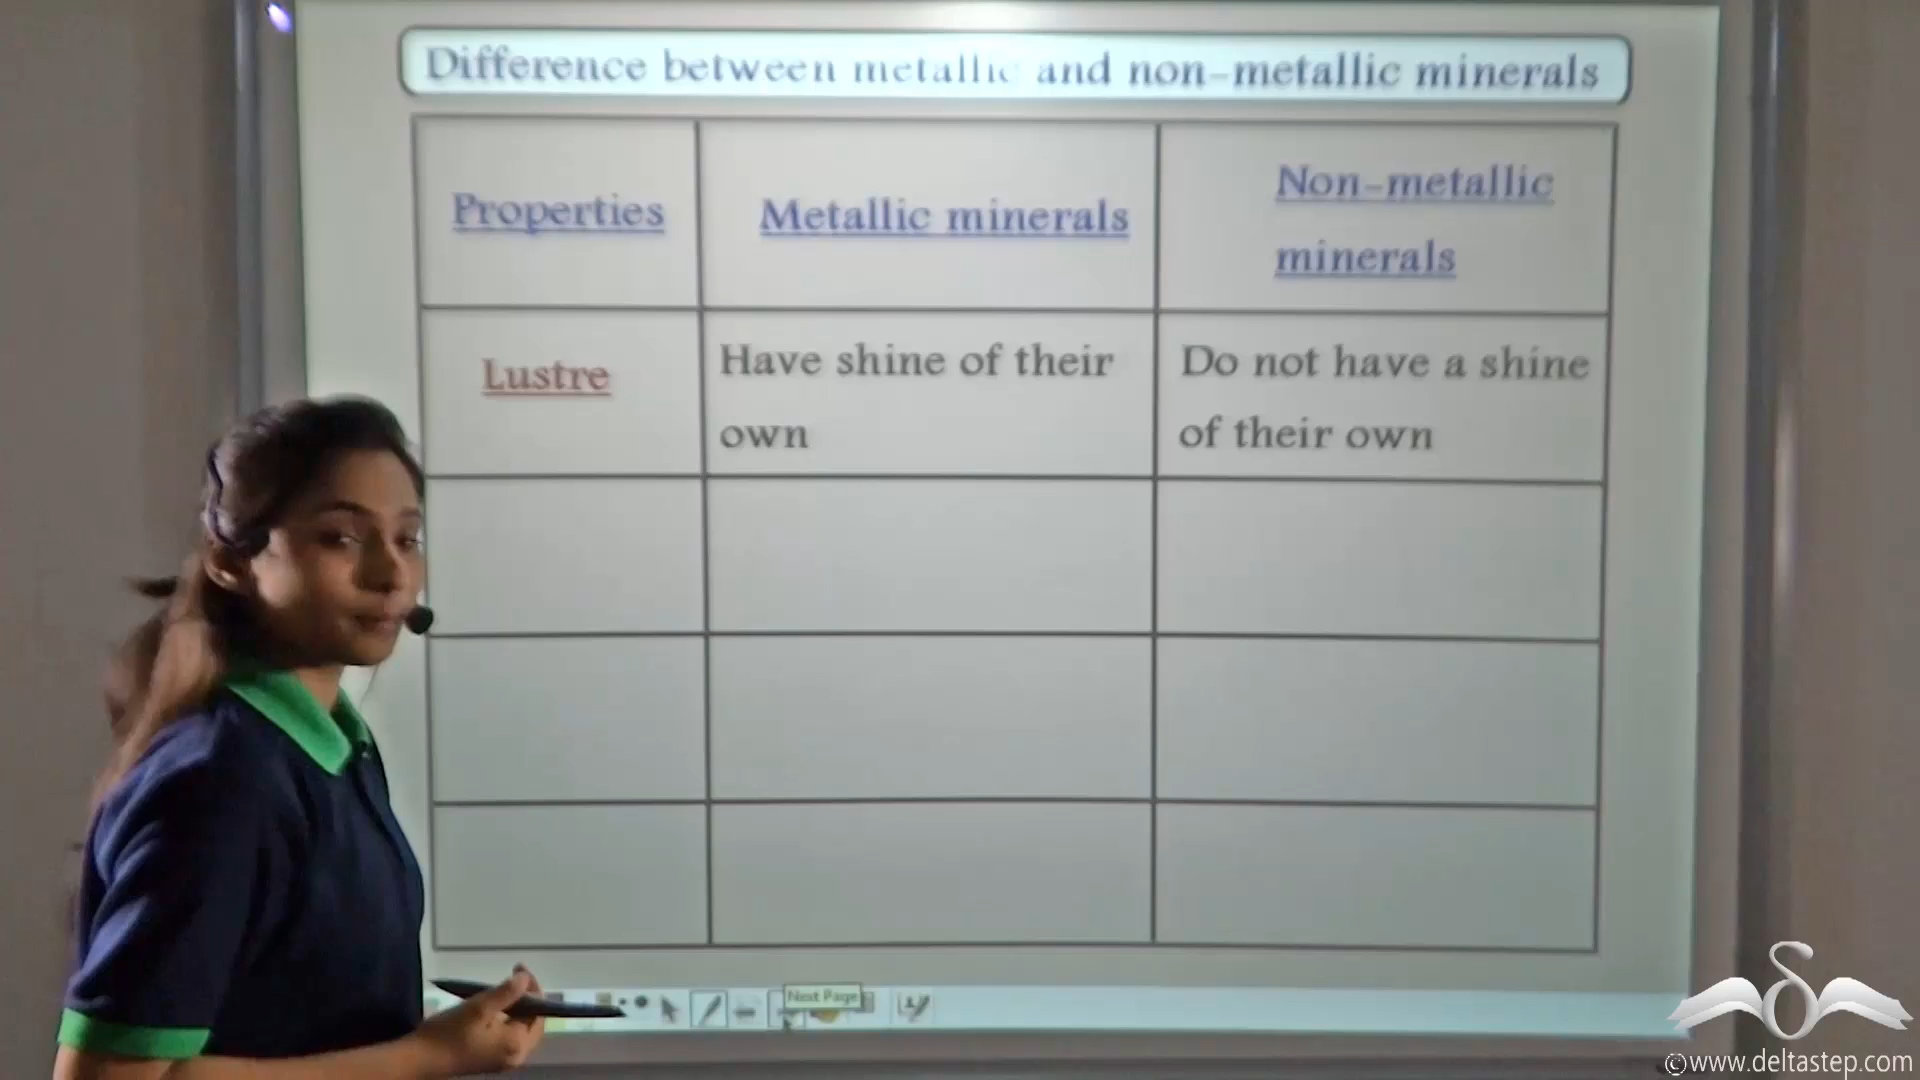 Difference between metallic and non-metallic minerals
Properties
Metallic minerals
Non-metallic
minerals
Lustre
Have shine of their
own
Do not have a shine
of their own
Next Page
©www.deltastep.com